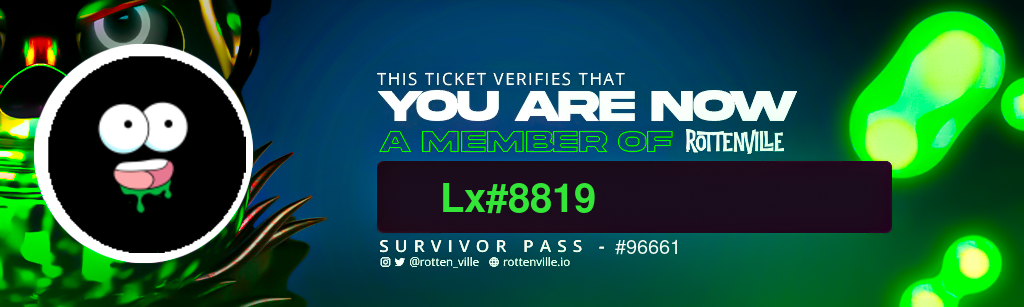 THIS TICKET VERIFIES THAT
YOU ARE NOW
A MEMBER OF ROTTENVILLE
Lx#8819
SURVIVOR PASS - #96661
@rotten_ville rottenville.io